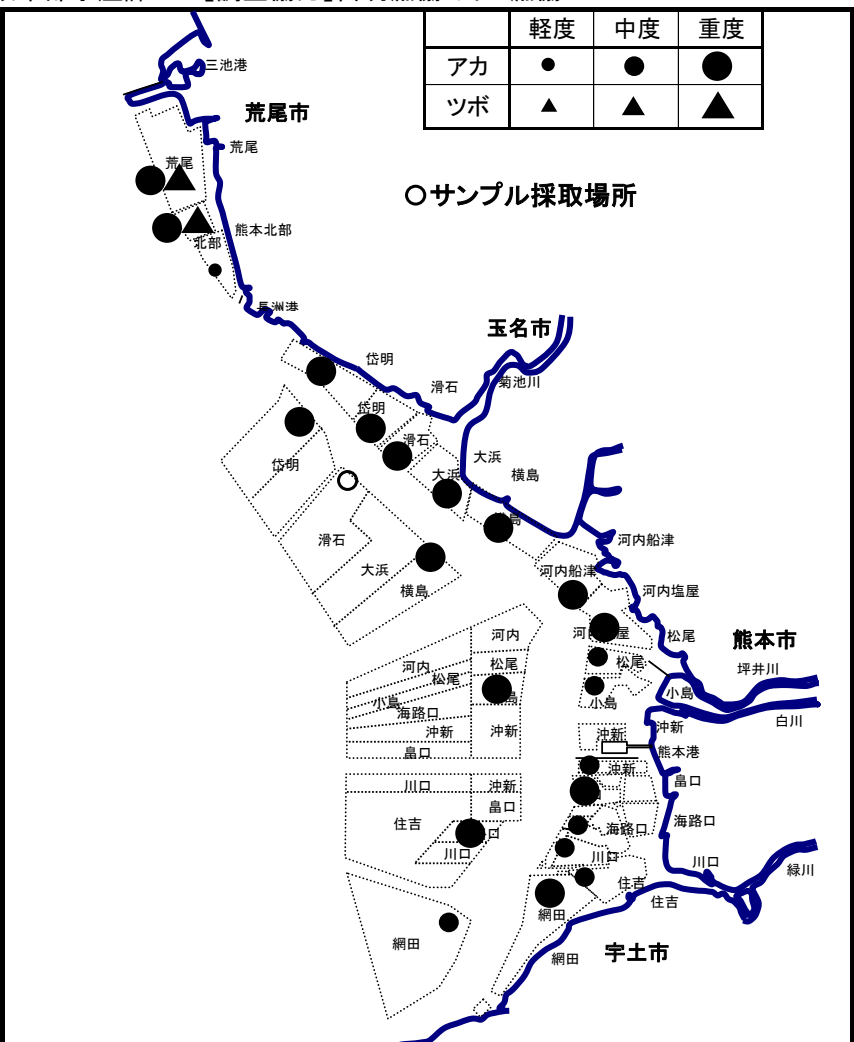 軽度 中度 重度
アカ
ツボ
三池港
荒尾市
荒尾
荒尾
○サンプル採取場所
熊本北部
北部
長洲港
玉名市
岱明
菊池川
滑石
岱明
滑石
大浜
横島
岱明
大浜
滑石
河内船津
大浜
河内船津
横島
河内塩屋
河内
松尾
熊本市
河内
松尾
松尾
坪井川
松尾
小島
小島
小島
海路口
白川
沖新
沖新
沖新
沖新
熊本港
畠口
沖新
川口
沖新
畠口
畠口
住吉
海路口
海路口
川口
川口
川口
緑川
住吉
住吉
網田
網田
宇土市
網田